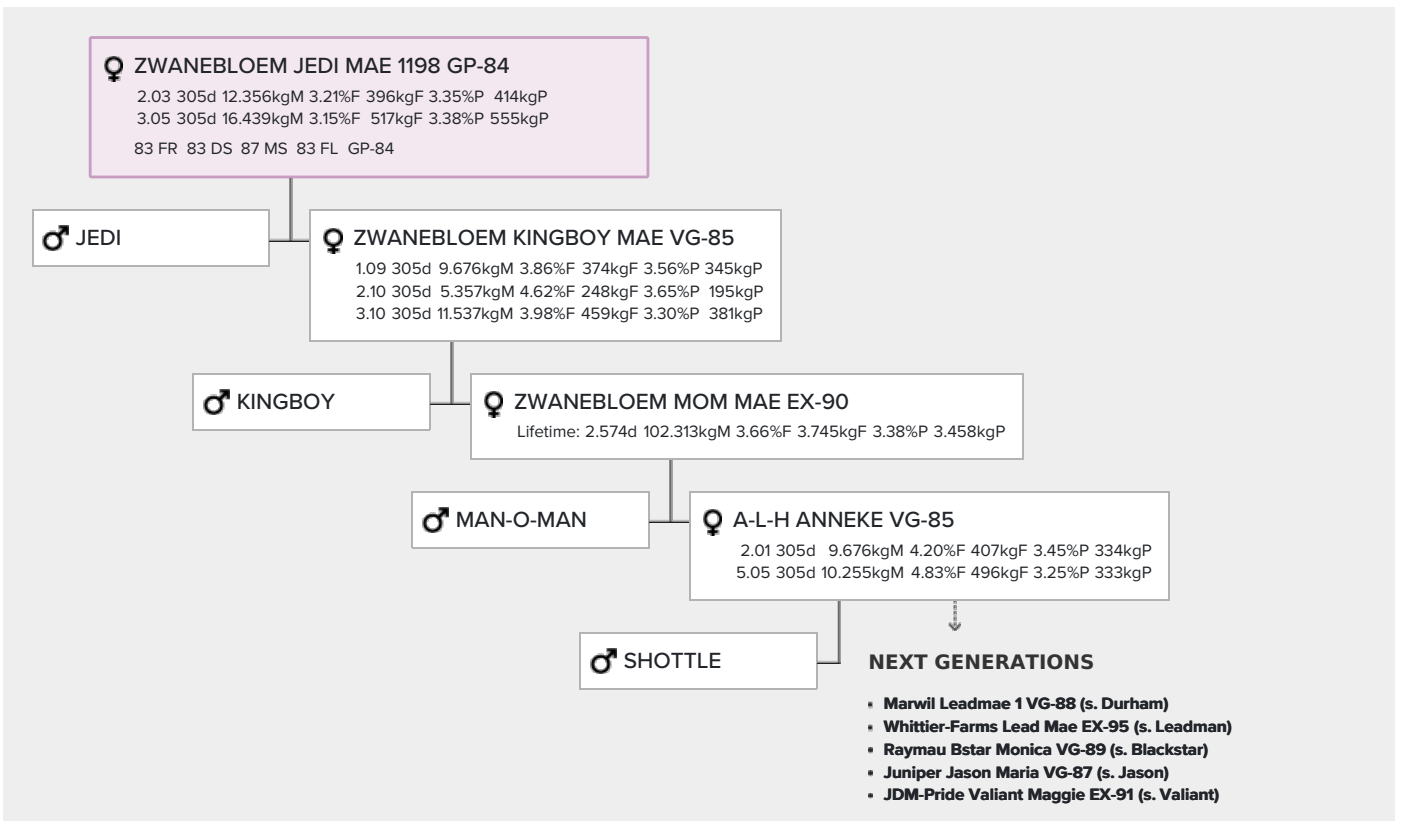 ZWANEBLOEM JEDI MAE 1198 GP-84
2.03 305d 12.356kgM 3.21%F 396kgF 3.35%P 414kgP
3.05 305d 16.439kgM 3.15%F 517kgF 3.38%P 555kgP
83 FR 83 DS 87 MS 83 FL GP-84
JEDI
ZWANEBLOEM KINGBOY MAE VG-85
1.09 305d 9.676kgM 3.86%F 374kgF 3.56%P 345kgP
2.10 305d 5.357kgM 4.62%F 248kgF 3.65%P 195kgP
3.10 305d 11.537kgM 3.98%F 459kgF 3.30%P 381kgP
KINGBOY
ZWANEBLOEM MOM MAE EX-90
Lifetime: 2.574d 102.313kgM 3.66%F 3.745kgF 3.38%P 3.458kgP
MAN-O-MAN
A-L-H ANNEKE VG-85
2.01 305d 9.676kgM 4.20%F 407kgF 3.45%P 334kgP
5.05 305d 10.255kgM 4.83%F 496kgF 3.25%P 333kgP
SHOTTLE
NEXT GENERATIONS
• Marwil Leadmae 1 VG-88 (s. Durham)
• Whittier-Farms Lead Mae EX-95 (s. Leadman)
• Raymau Bstar Monica VG-89 (s. Blackstar)
• Juniper Jason Maria VG-87 (s. Jason)
• JDM-Pride Valiant Maggie EX-91 (s. Valiant)